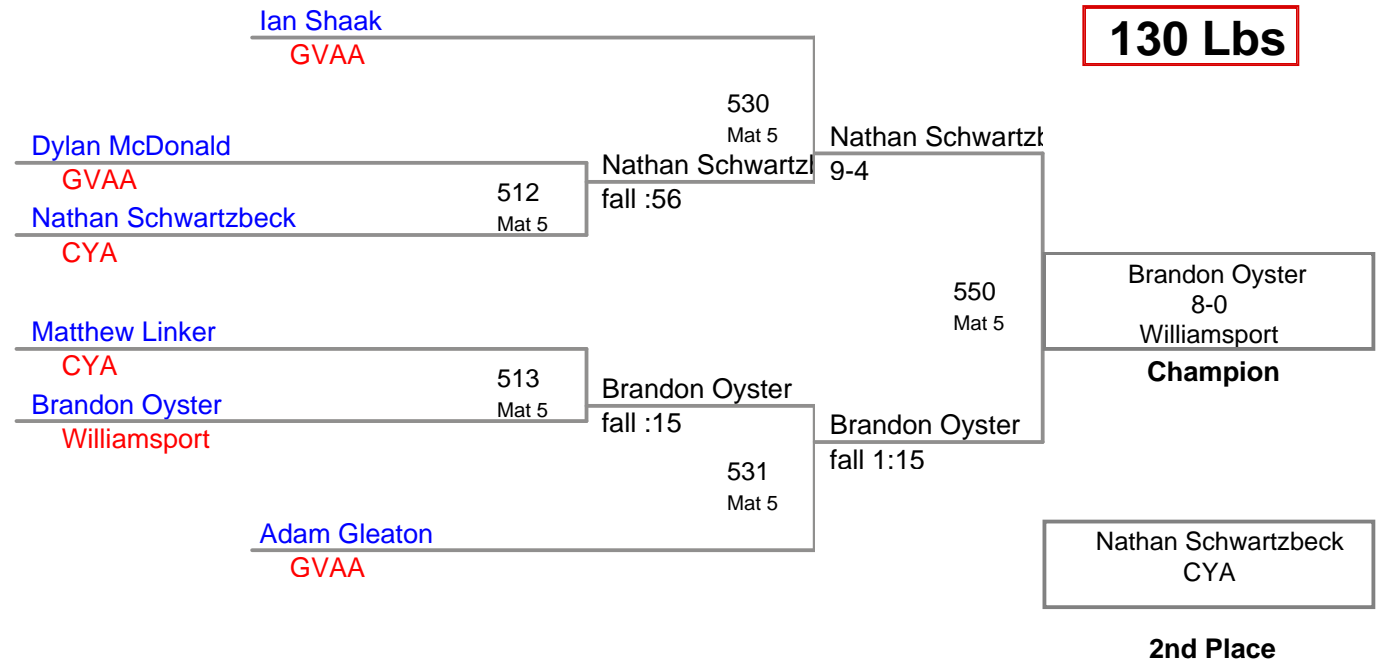 Ian Shaak
GVAA
130 Lbs
530
Mat 5
Dylan McDonald
GVAA
512
Mat 5
Nathan Schwartzbeck
CYA
Nathan Schwartzb
fall :56
Nathan Schwartzb
9-4
Matthew Linker
CYA
513
Mat 5
Brandon Oyster
Williamsport
Brandon Oyster
fall :15
531
Mat 5
Brandon Oyster
fall 1:15
Adam Gleaton
GVAA
550
Mat 5
Brandon Oyster
8-0
Williamsport
Champion
Nathan Schwartzbeck
CYA
2nd Place